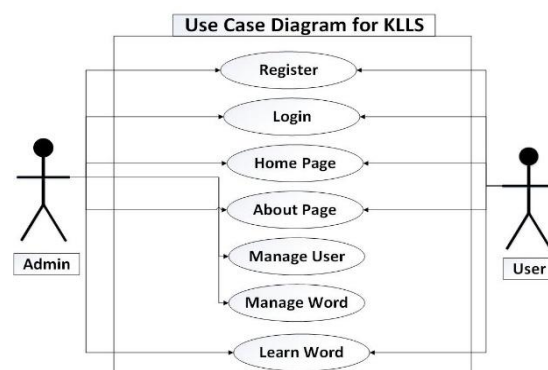 Use Case Diagram for KLLS
Register
Login
Home Page
About Page
Manage User
Manage Word
Learn Word
Admin
User